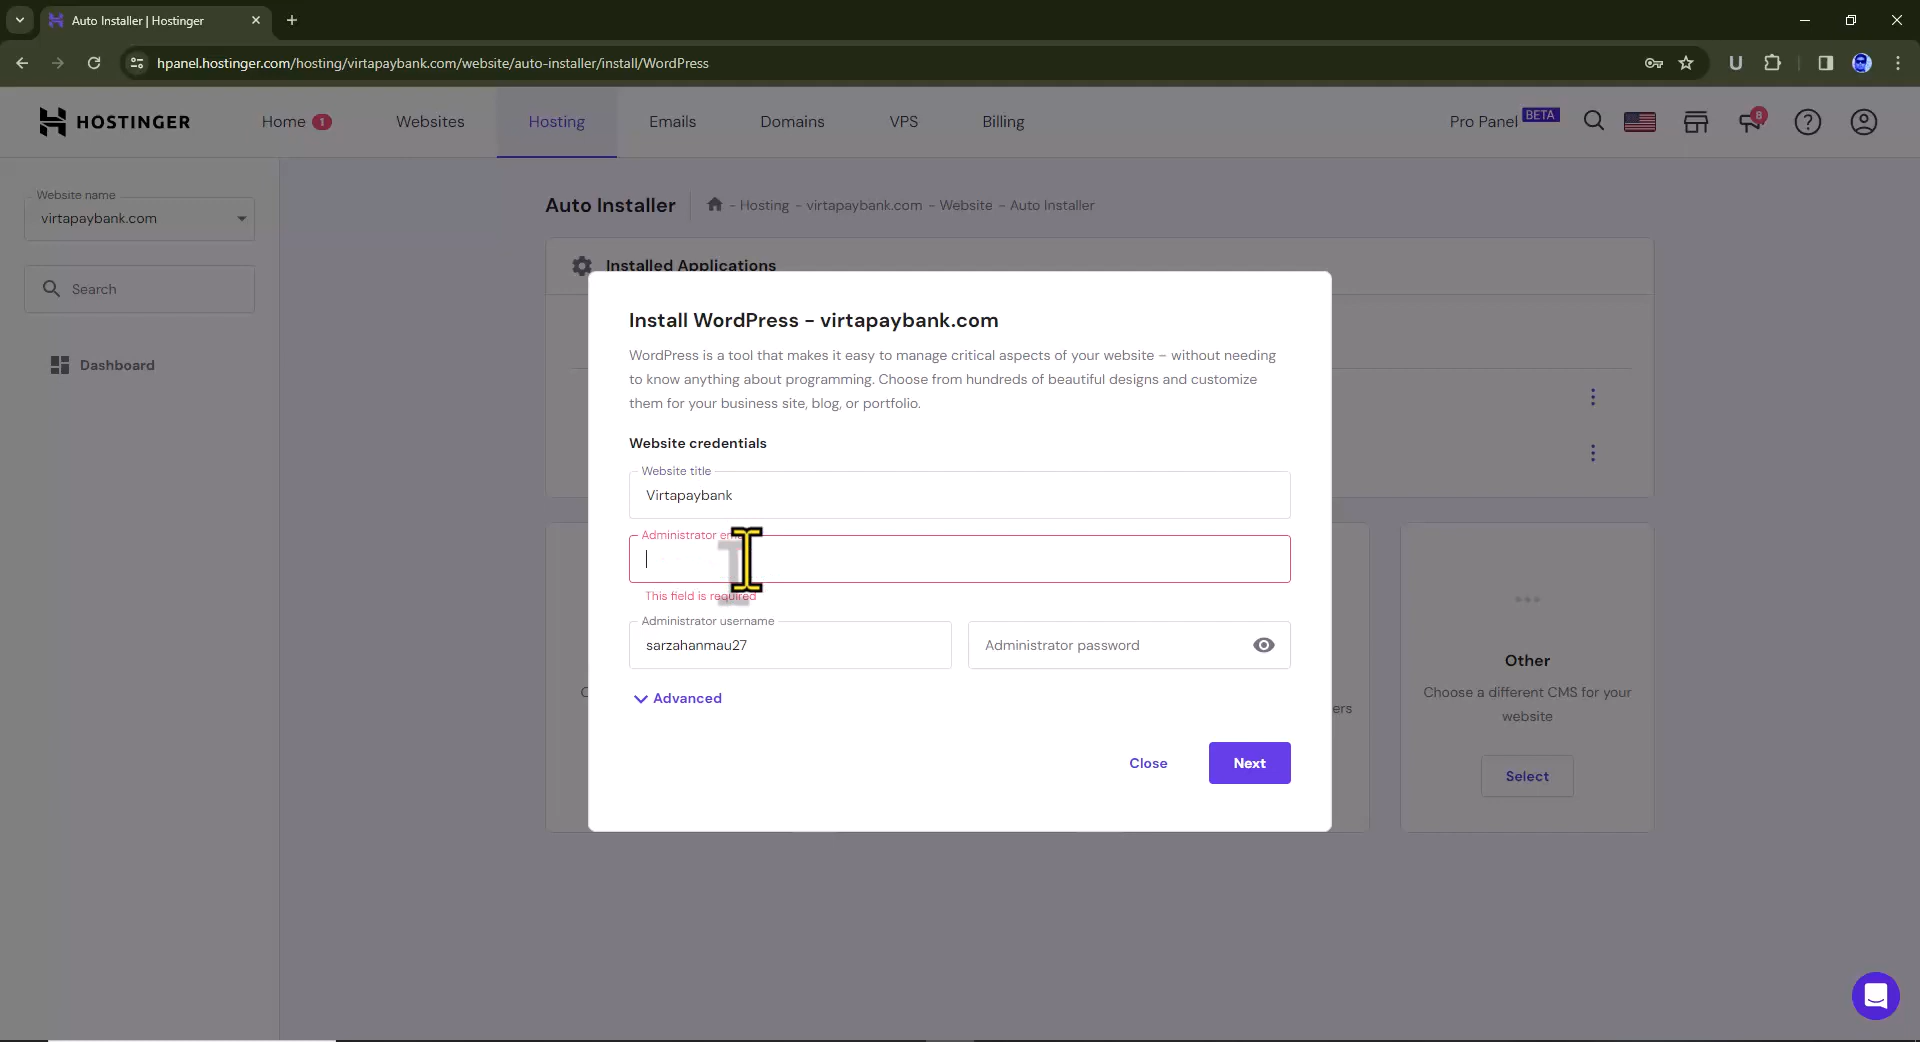 Auto Installer | Hostinger
hpanel.hostinger.com/hosting/virtapaybank.com/website/auto-installer/install/WordPress
U
HOSTINGER
Home 1
Websites
Hosting
Emails
Domains
VPS
Billing
Pro Panel BETA
8
Website name
virtapaybank.com
Search
Dashboard
Auto Installer
- Hosting - virtapaybank.com - Website - Auto Installer
Installed Applications
Install WordPress - virtapaybank.com
WordPress is a tool that makes it easy to manage critical aspects of your website – without needing
to know anything about programming. Choose from hundreds of beautiful designs and customize
them for your business site, blog, or portfolio.
Website credentials
Website title
Virtapaybank
Administrator
This field is required
Administrator username
sarzahanmau27
Administrator password
Advanced
Close
Next
Other
Choose a different CMS for your
website
Select